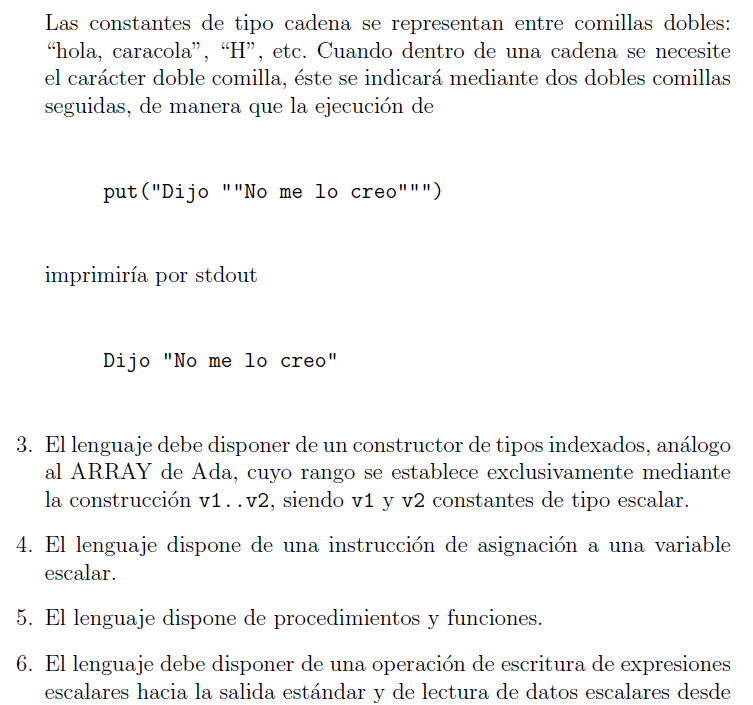 Las constantes de tipo cadena se representan entre comillas dobles:
“hola, caracola”, “H”, etc. Cuando dentro de una cadena se necesite
el carácter doble comilla, éste se indicará mediante dos dobles comillas
seguidas, de manera que la ejecución de
put("Dijo ""No me lo creo""")
imprimiría por stdout
Dijo "No me lo creo"
3. El lenguaje debe disponer de un constructor de tipos indexados, análogo
al ARRAY de Ada, cuyo rango se establece exclusivamente mediante
la construcción v1..v2, siendo v1 y v2 constantes de tipo escalar.
4. El lenguaje dispone de una instrucción de asignación a una variable
escalar.
5. El lenguaje dispone de procedimientos y funciones.
6. El lenguaje debe disponer de una operación de escritura de expresiones
escalares hacia la salida estándar y de lectura de datos escalares desde